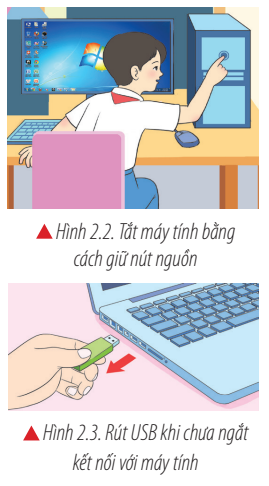 ▲ Hình 2.2. Tắt máy tính bằng
cách giữ nút nguồn
▲ Hình 2.3. Rút USB khi chưa ngắt
kết nối với máy tính